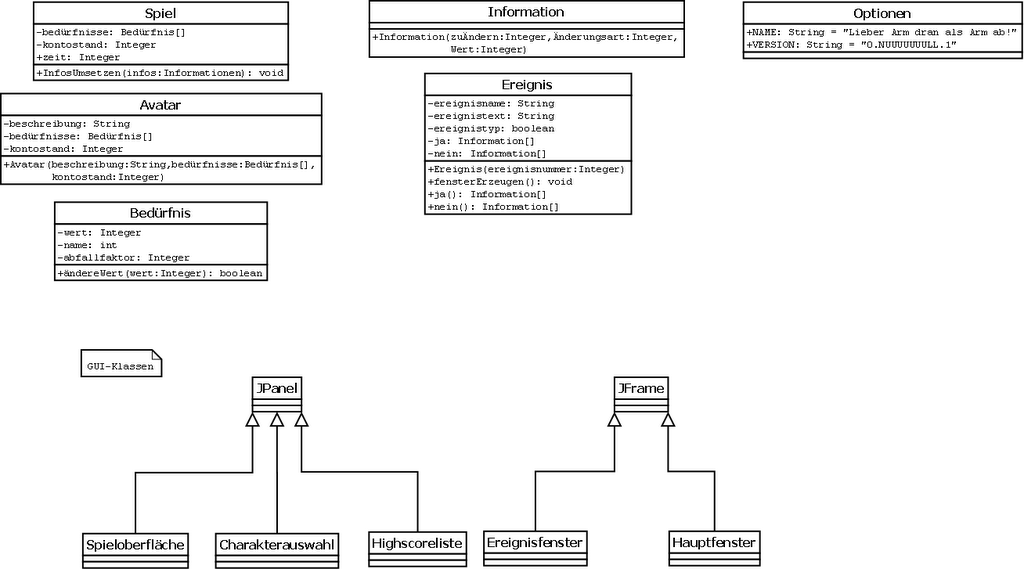 Spiel
-bedürfnisse: Bedürfnis[]
-kontostand: Integer
+zeit: Integer
+InfosUmsetzen(infos:Informationen): void
Avatar
-beschreibung: String
-bedürfnisse: Bedürfnis[]
-kontostand: Integer
+Avatar(beschreibung:String,bedürfnisse:Bedürfnis[],
kontostand:Integer)
Bedürfnis
-wert: Integer
-name: int
-abfallfaktor: Integer
+ändereWert(wert:Integer): boolean
Information
+Information(zuÄndern:Integer,Änderungsart:Integer,
Wert:Integer)
Ereignis
-ereignisname: String
-ereignistext: String
-ereignistyp: boolean
-ja: Information[]
-nein: Information[]
+Ereignis(ereignisnummer:Integer)
+fensterErzeugen(): void
+ja(): Information[]
+nein(): Information[]
Optionen
+NAME: String = "Lieber Arm dran als Arm ab!"
+VERSION: String = "0.NUUUUUUULL.1"
GUI-Klassen
JPanel
JFrame
Spieloberfläche
Charakterauswahl
Highscoreliste
Ereignisfenster
Hauptfenster